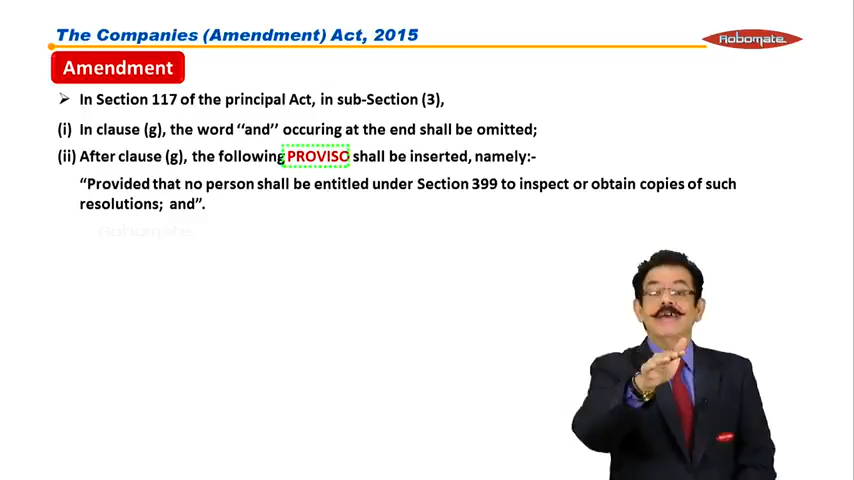 The Companies (Amendment) Act, 2015
Robomate
Amendment
➢ In Section 117 of the principal Act, in sub-Section (3),
(i) In clause (g), the word ‘‘and’’ occuring at the end shall be omitted;
(ii) After clause (g), the following PROVISO shall be inserted, namely:-
“Provided that no person shall be entitled under Section 399 to inspect or obtain copies of such
resolutions; and”.
Robomate